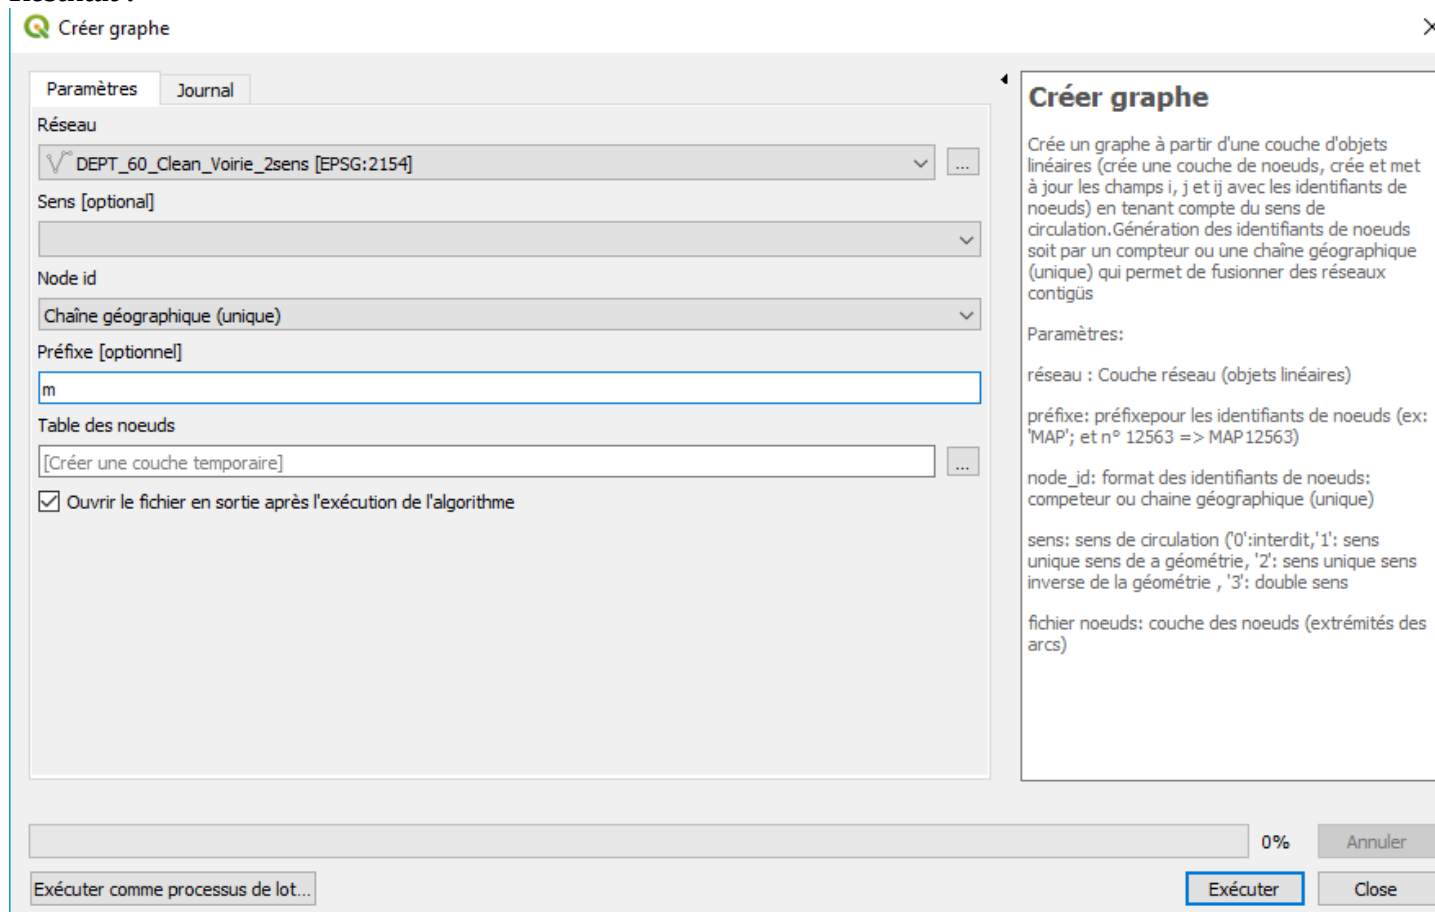 Créer graphe
Paramètres
Journal
Réseau
DEPT_60_Clean_Voirie_2sens [EPSG:2154]
...
Sens [optional]
Node id
Chaîne géographique (unique)
Préfixe [optionnel]
m
Table des noeuds
[Créer une couche temporaire]
...
Ouvrir le fichier en sortie après l'exécution de l'algorithme
Créer graphe
Crée un graphe à partir d'une couche d'objets
linéaires (crée une couche de noeuds, crée et met
à jour les champs i, j et ij avec les identifiants de
noeuds) en tenant compte du sens de
circulation.Génération des identifiants de noeuds
soit par un compteur ou une chaîne géographique
(unique) qui permet de fusionner des réseaux
contigüs
Paramètres:
réseau : Couche réseau (objets linéaires)
préfixe: préfixepour les identifiants de noeuds (ex:
'MAP'; et n° 12563 => MAP12563)
node_id: format des identifiants de noeuds:
competeur ou chaine géographique (unique)
sens: sens de circulation ('0':interdit,'1': sens
unique sens de a géométrie, '2': sens unique sens
inverse de la géométrie , '3': double sens
fichier noeuds: couche des noeuds (extrémités des
arcs)
0%
Annuler
Exécuter comme processus de lot...
Exécuter
Close